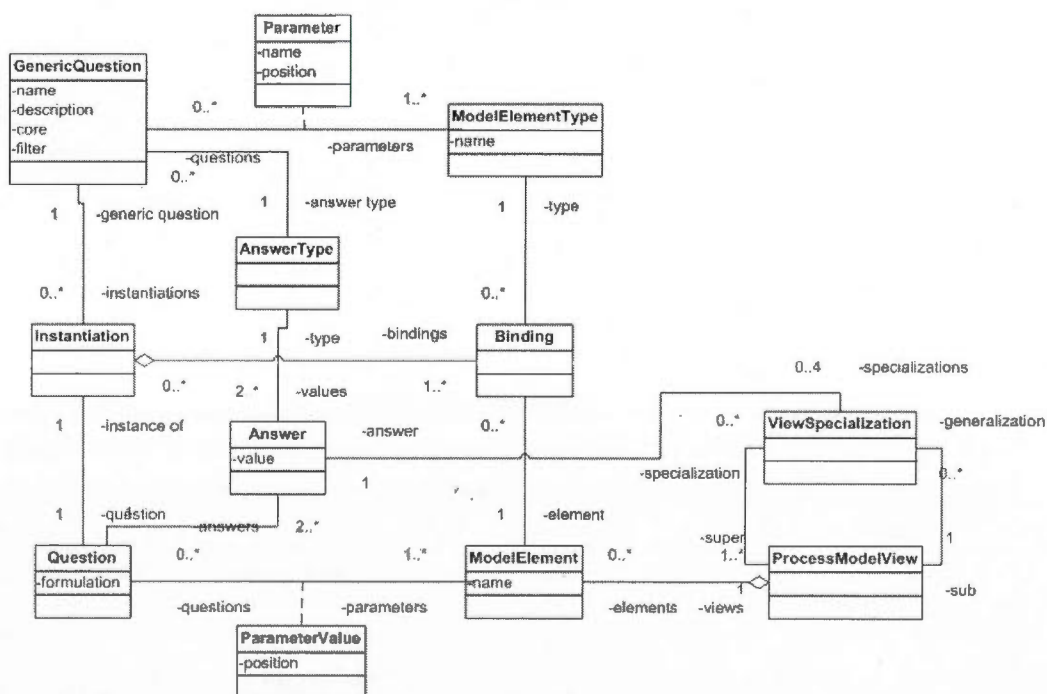 Parameter
-name
-position
GenericQuestion
-name
-description
-core
-filter
0..*
1..*
ModelElementType
-name
-parameters
-questions
0..*
1
-answer type
1
-generic question
1
-type
AnswerType
0..*
-instantiations
0..*
Instantiation
1
-type
-bindings
Binding
0..*
1..*
0..4
-specializations
2..*
-values
1
-instance of
Answer
-value
-answer
0..*
0..*
ViewSpecialization
-generalization
1
-specialization
0..*
1
-question
1
-answers
2..*
1
-element
-super
1
Question
-formulation
0..*
1..*
ModelElement
-name
0..*
1..*
ProcessModelView
1
-questions
-parameters
-elements
-views
-sub
ParameterValue
-position